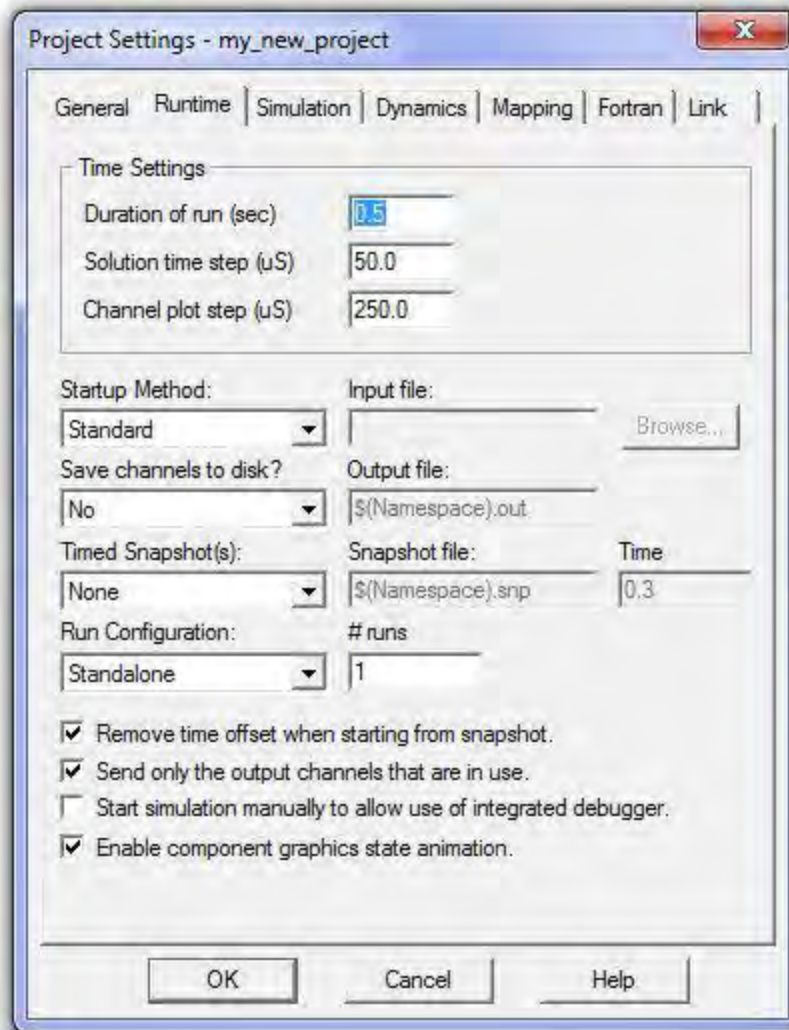 Project Settings - my_new_project
General Runtime Simulation Dynamics Mapping Fortran Link
Time Settings
Duration of run (sec) 0.5
Solution time step (uS) 50.0
Channel plot step (uS) 250.0
Startup Method: Input file:
Standard Browse...
Save channels to disk? Output file:
No $(Namespace).out
Timed Snapshot(s): Snapshot file: Time
None $(Namespace).snp 0.3
Run Configuration: # runs
Standalone 1
Remove time offset when starting from snapshot.
Send only the output channels that are in use.
Start simulation manually to allow use of integrated debugger.
Enable component graphics state animation.
OK Cancel Help